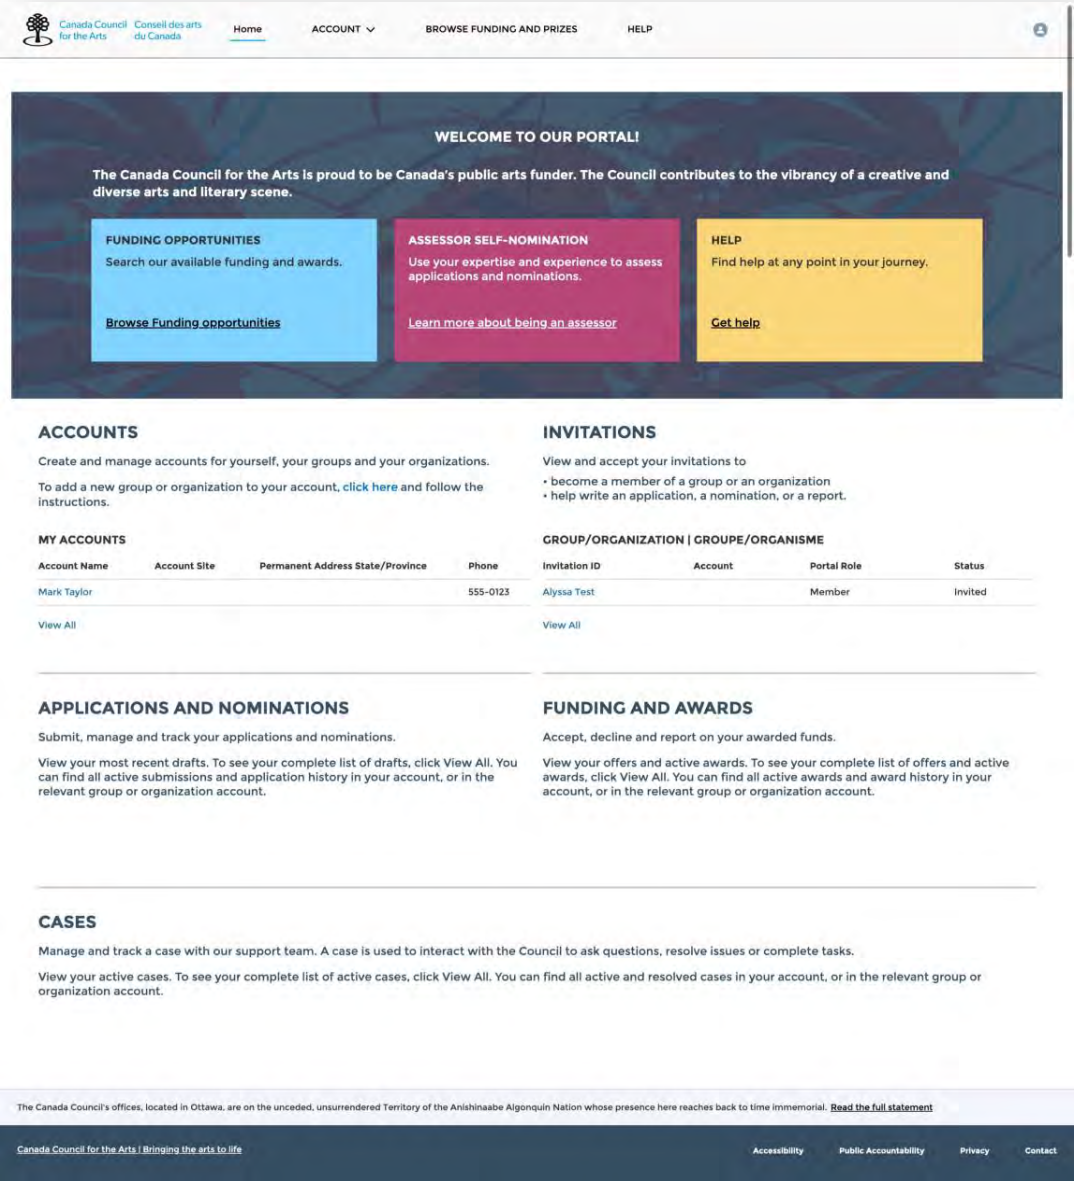 Canada Council Conseil des arts
for the Arts du Canada
Home
ACCOUNT
BROWSE FUNDING AND PRIZES
HELP
WELCOME TO OUR PORTAL!
The Canada Council for the Arts is proud to be Canada's public arts funder. The Council contributes to the vibrancy of a creative and
diverse arts and literary scene.
FUNDING OPPORTUNITIES
Search our available funding and awards.
Browse Funding opportunities
ASSESSOR SELF-NOMINATION
Use your expertise and experience to assess
applications and nominations.
Learn more about being an assessor
HELP
Find help at any point in your journey.
Get help
ACCOUNTS
Create and manage accounts for yourself, your groups and your organizations.
To add a new group or organization to your account, click here and follow the
instructions.
MY ACCOUNTS
Account Name Account Site Permanent Address State/Province Phone
Mark Taylor 555-0123
View All
INVITATIONS
View and accept your invitations to
• become a member of a group or an organization
• help write an application, a nomination, or a report.
GROUP/ORGANIZATION | GROUPE/ORGANISME
Invitation ID Account Portal Role Status
Alyssa Test Member Invited
View All
APPLICATIONS AND NOMINATIONS
Submit, manage and track your applications and nominations.
View your most recent drafts. To see your complete list of drafts, click View All. You
can find all active submissions and application history in your account, or in the
relevant group or organization account.
FUNDING AND AWARDS
Accept, decline and report on your awarded funds.
View your offers and active awards. To see your complete list of offers and active
awards, click View All. You can find all active awards and award history in your
account, or in the relevant group or organization account.
CASES
Manage and track a case with our support team. A case is used to interact with the Council to ask questions, resolve issues or complete tasks.
View your active cases. To see your complete list of active cases, click View All. You can find all active and resolved cases in your account, or in the relevant group or
organization account.
The Canada Council's offices, located in Ottawa, are on the unceded, unsurrendered Territory of the Anishinaabe Algonquin Nation whose presence here reaches back to time immemorial. Read the full statement
Canada Council for the Arts | Bringing the arts to life
Accessibility Public Accountability Privacy Contact